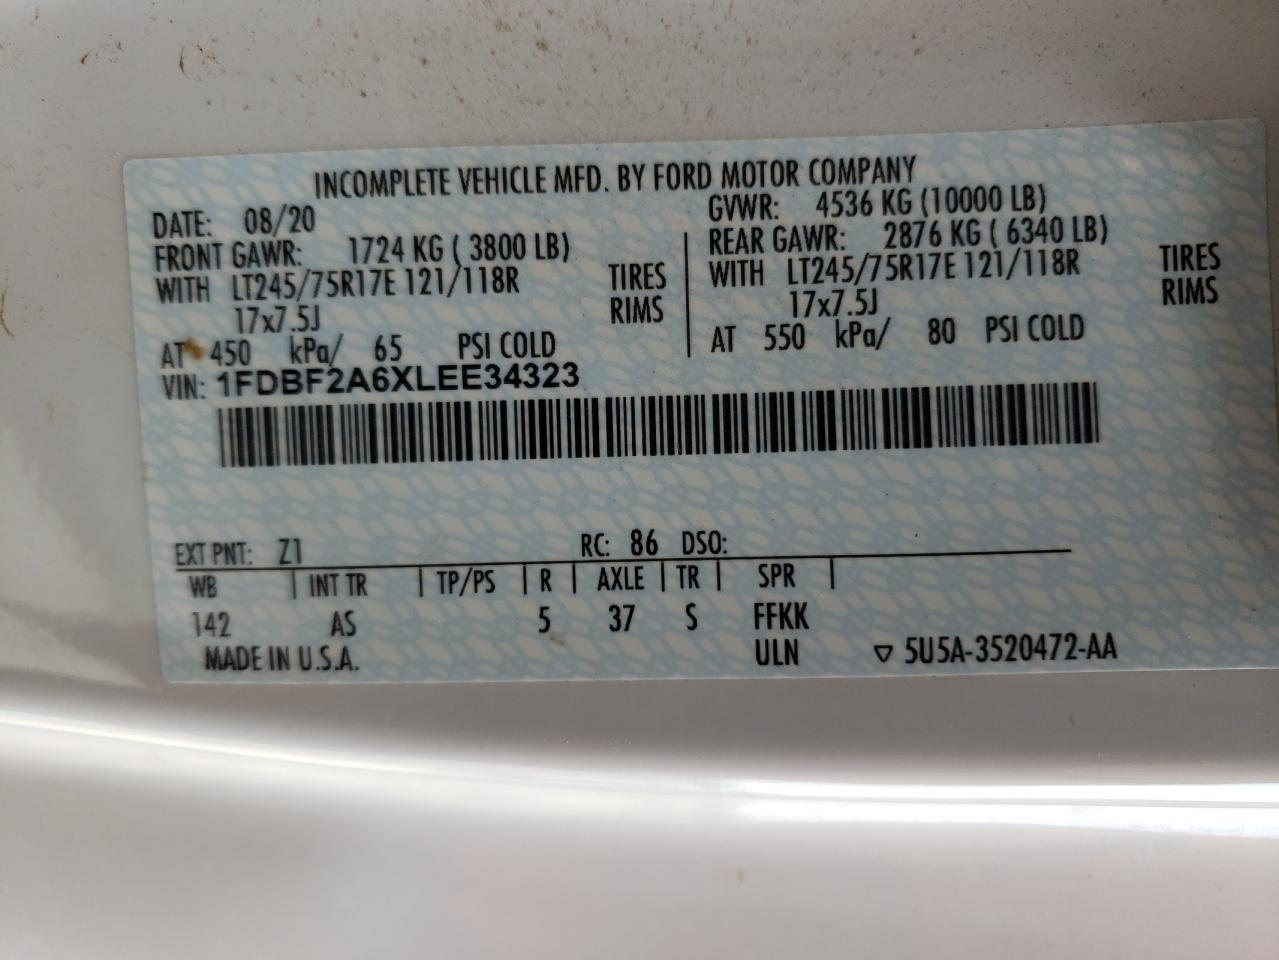 INCOMPLETE VEHICLE MFD. BY FORD MOTOR COMPANY
DATE: 08/20
GVWR: 4536 KG (10000 LB)
FRONT GAWR: 1724 KG ( 3800 LB)
REAR GAWR: 2876 KG ( 6340 LB)
WITH LT245/75R17E 121/118R TIRES
WITH LT245/75R17E 121/118R TIRES
17x7.5J RIMS
17x7.5J RIMS
AT 450 kPa/ 65 PSI COLD
AT 550 kPa/ 80 PSI COLD
VIN: 1FDBF2A6XLEE34323
EXT PNT: Z1 RC: 86 DSO:
WB | INT TR | TP/PS | R | AXLE | TR | SPR |
142 AS 5 37 S FFKK
MADE IN U.S.A. ULN ▽ 5U5A-3520472-AA